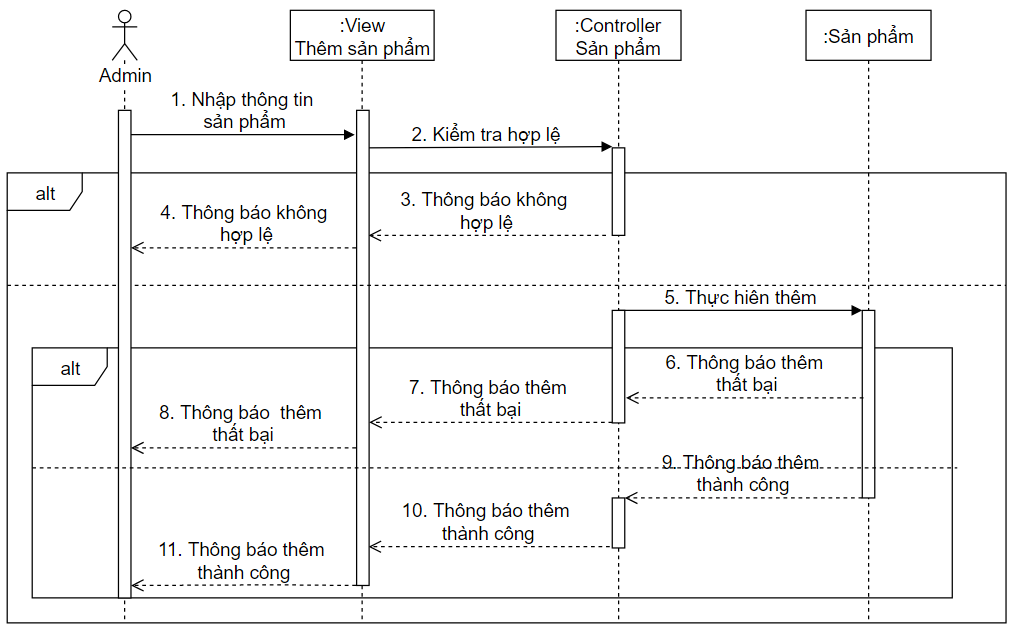 :View
Thêm sản phẩm
:Controller
Sản phẩm
:Sản phẩm
Admin
1. Nhập thông tin
sản phẩm
2. Kiểm tra hợp lệ
alt
3. Thông báo không
hợp lệ
4. Thông báo không
hợp lệ
5. Thực hiên thêm
alt
6. Thông báo thêm
thất bại
7. Thông báo thêm
thất bại
8. Thông báo  thêm
thất bại
9. Thông báo thêm
thành công
10. Thông báo thêm
thành công
11. Thông báo thêm
thành công